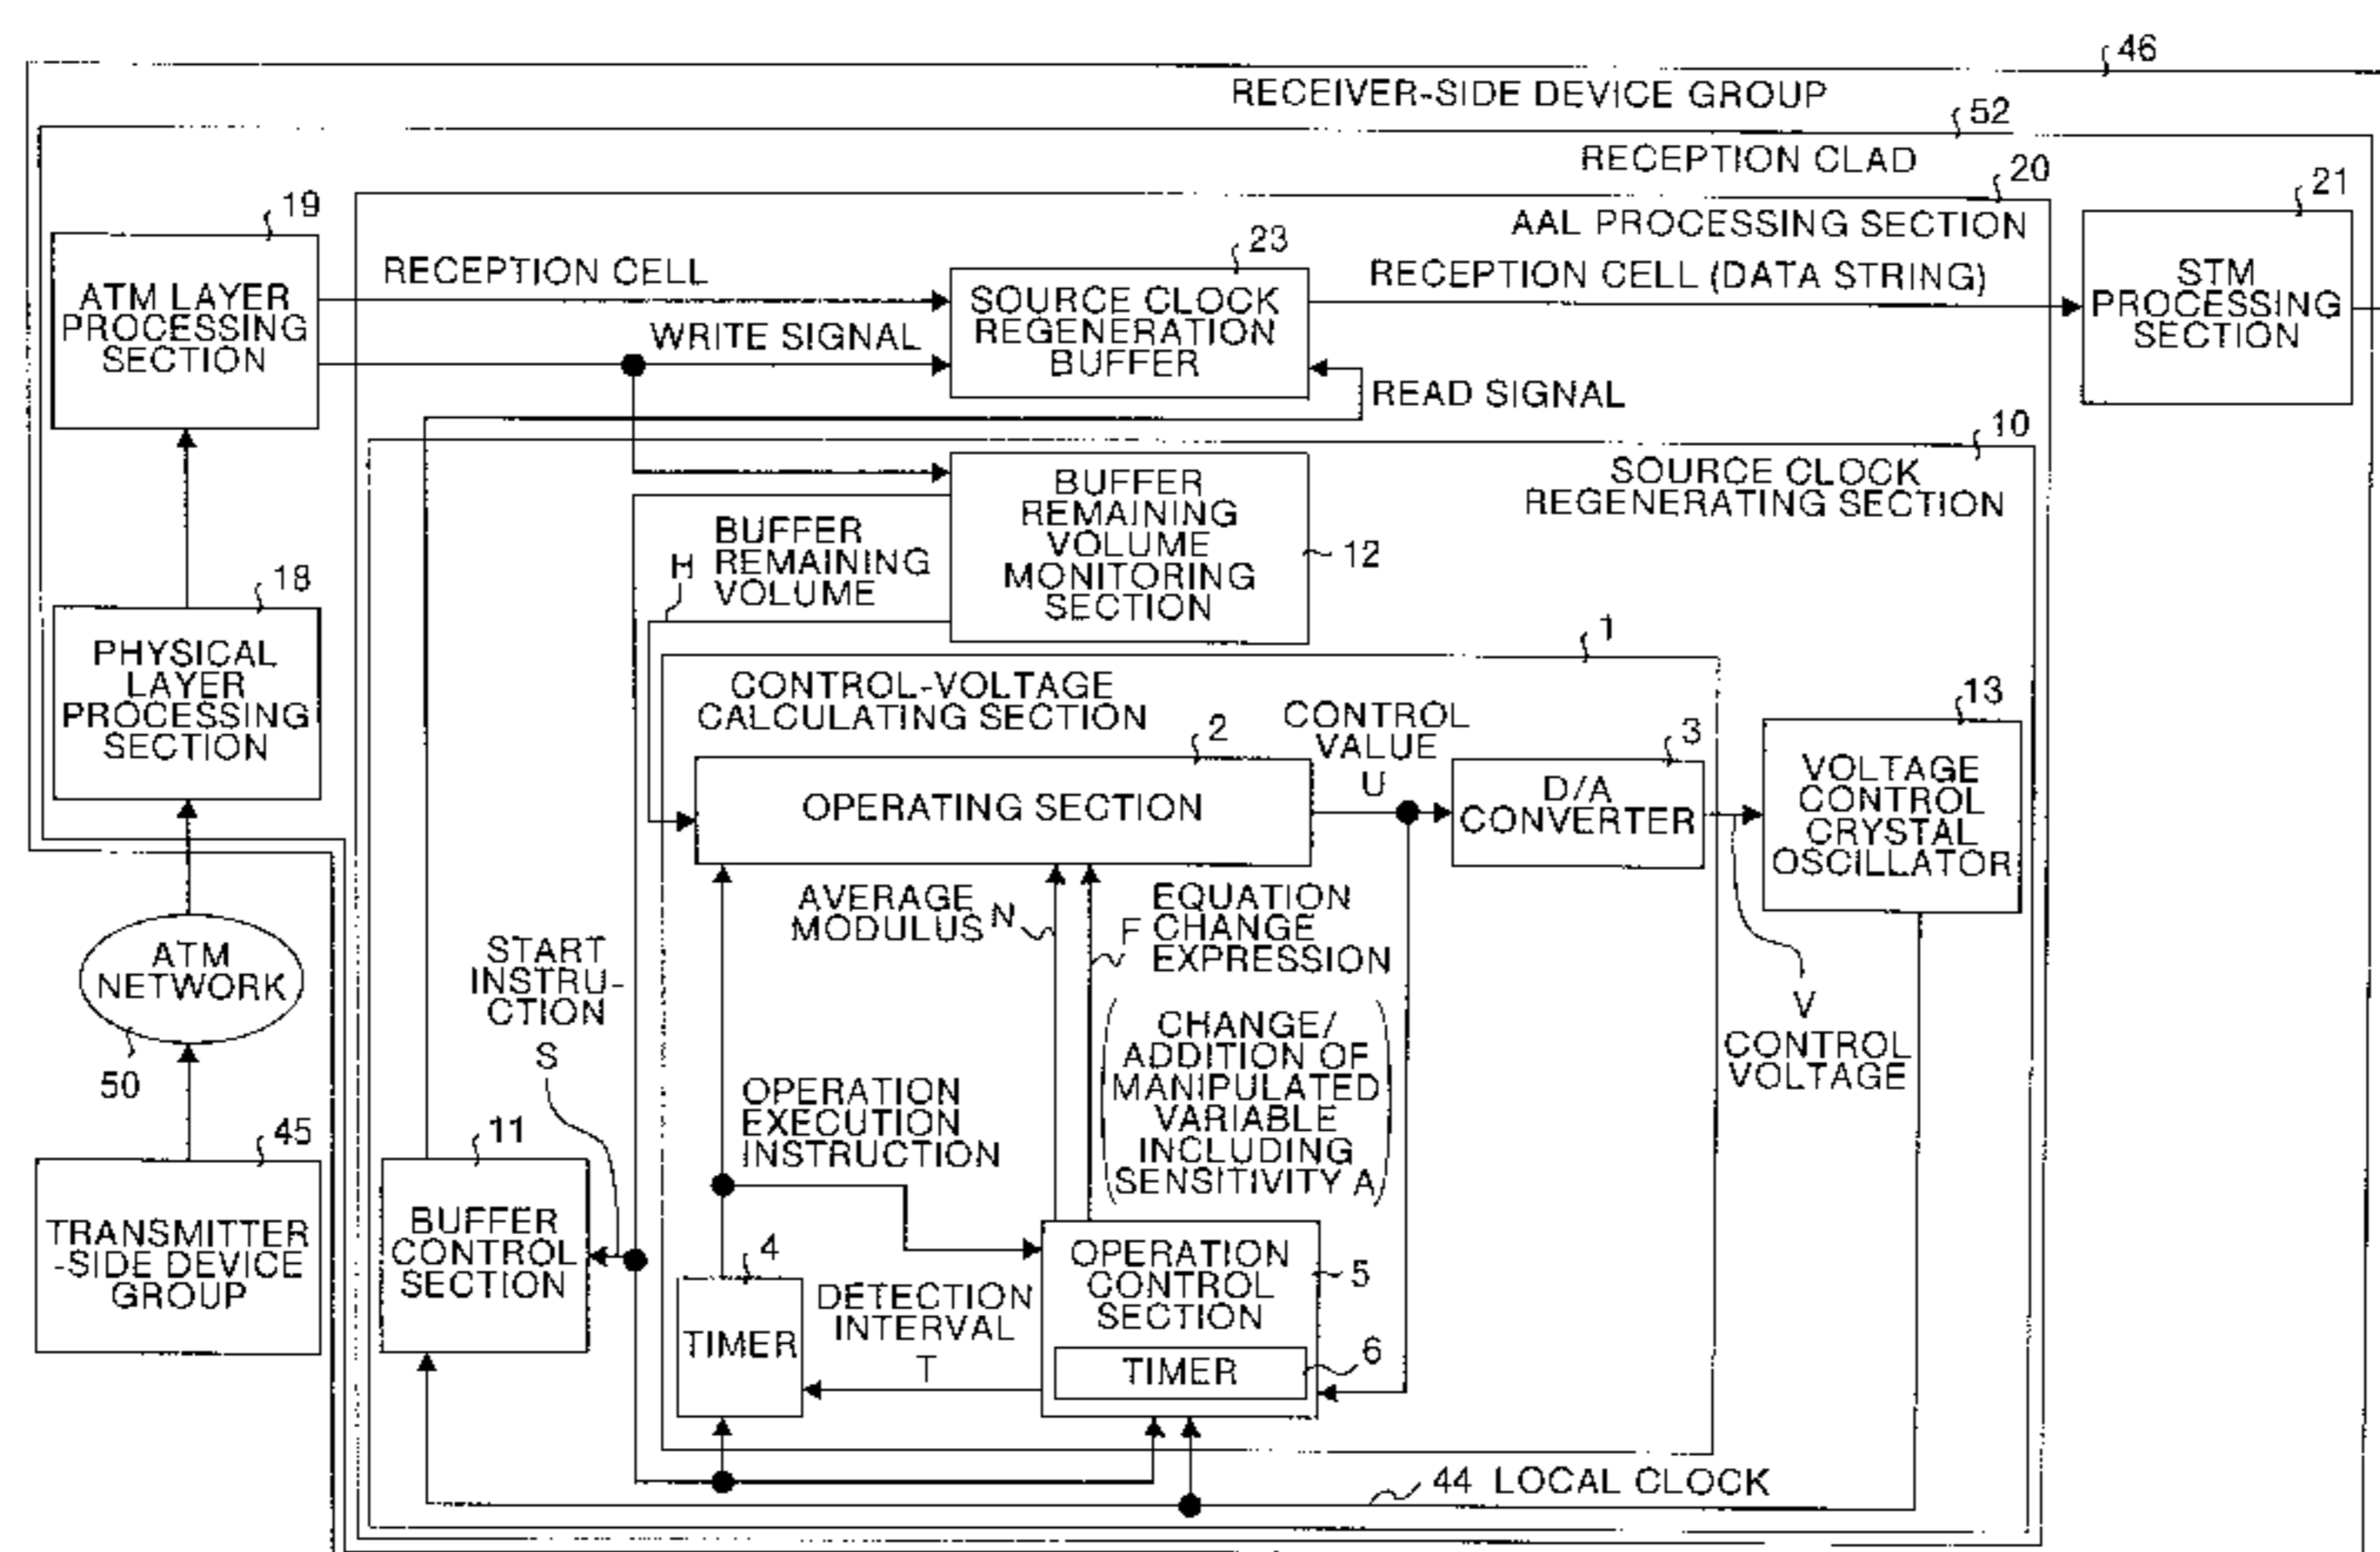 46
RECEIVER-SIDE DEVICE GROUP
52
RECEPTION CLAD
20
AAL PROCESSING SECTION
19
ATM LAYER
PROCESSING
SECTION
RECEPTION CELL
WRITE SIGNAL
23
SOURCE CLOCK
REGENERATION
BUFFER
RECEPTION CELL (DATA STRING)
READ SIGNAL
21
STM
PROCESSING
SECTION
10
SOURCE CLOCK
REGENERATING SECTION
BUFFER
REMAINING
VOLUME
MONITORING
SECTION
12
H
BUFFER
REMAINING
VOLUME
18
PHYSICAL
LAYER
PROCESSING
SECTION
1
CONTROL-VOLTAGE
CALCULATING SECTION
2
OPERATING SECTION
CONTROL
VALUE
U
3
D/A
CONVERTER
13
VOLTAGE
CONTROL
CRYSTAL
OSCILLATOR
AVERAGE
MODULUS N
F
EQUATION
CHANGE
EXPRESSION
CHANGE/
ADDITION OF
MANIPULATED
VARIABLE
INCLUDING
SENSITIVITY A
V
CONTROL
VOLTAGE
ATM
NETWORK
50
START
INSTRU-
CTION
S
OPERATION
EXECUTION
INSTRUCTION
45
TRANSMITTER
-SIDE DEVICE
GROUP
11
BUFFER
CONTROL
SECTION
4
TIMER
DETECTION
INTERVAL
T
OPERATION
CONTROL
SECTION
5
TIMER
6
44 LOCAL CLOCK